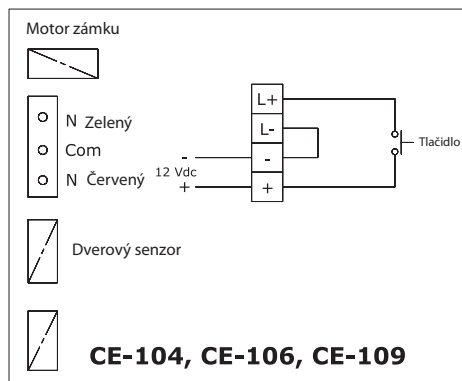 Motor zámku
N Zelený
Com
N Červený
L+
L-
-
+
-
12 Vdc
+
Tlačidlo
Dverový senzor
CE-104, CE-106, CE-109